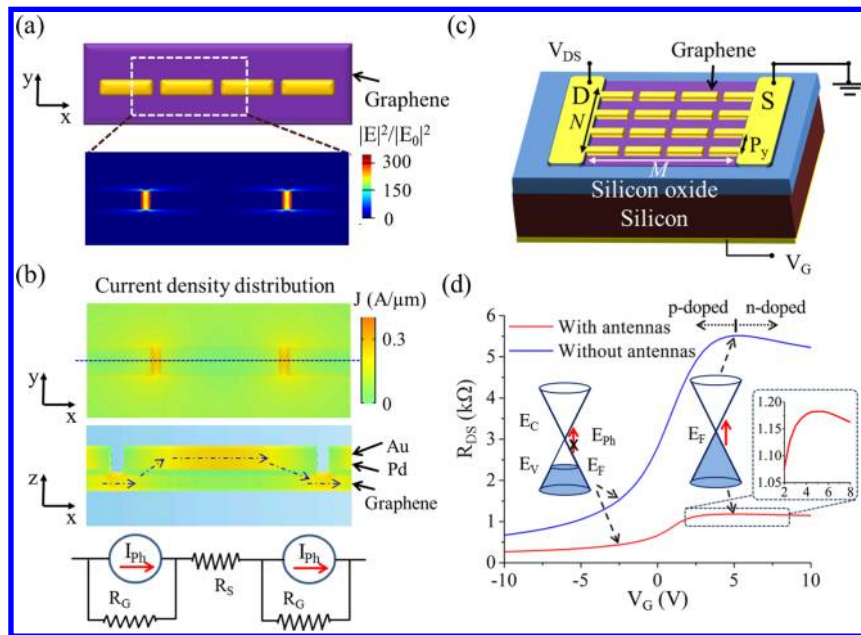 (a)
y
x
Graphene
|E|²/|E₀|²
300
150
0
(b)
Current density distribution
J (A/µm)
0.3
0
y
x
Au
Pd
Graphene
z
x
I_Ph
I_Ph
R_G
R_S
R_G
(c)
V_DS
Graphene
D
S
N
P_y
M
Silicon oxide
Silicon
V_G
(d)
p-doped
n-doped
With antennas
Without antennas
R_DS (kΩ)
6
5
4
3
2
1
0
-10
-5
0
5
10
V_G (V)
E_C
E_Ph
E_V
E_F
E_F
1.20
1.15
1.10
1.05
2
4
6
8